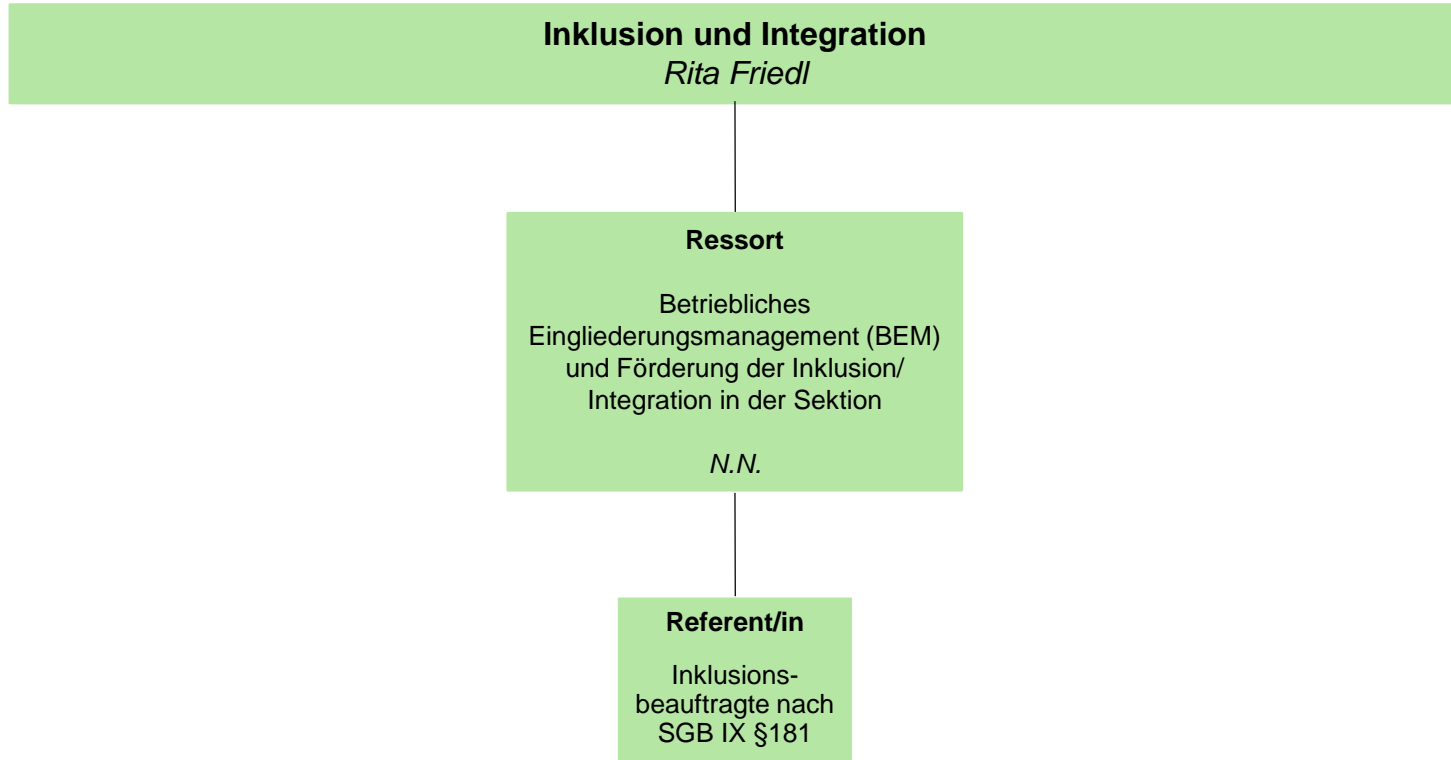 Inklusion und Integration
Rita Friedl
Ressort
Betriebliches
Eingliederungsmanagement (BEM)
und Förderung der Inklusion/
Integration in der Sektion
N.N.
Referent/in
Inklusions-
beauftragte nach
SGB IX §181